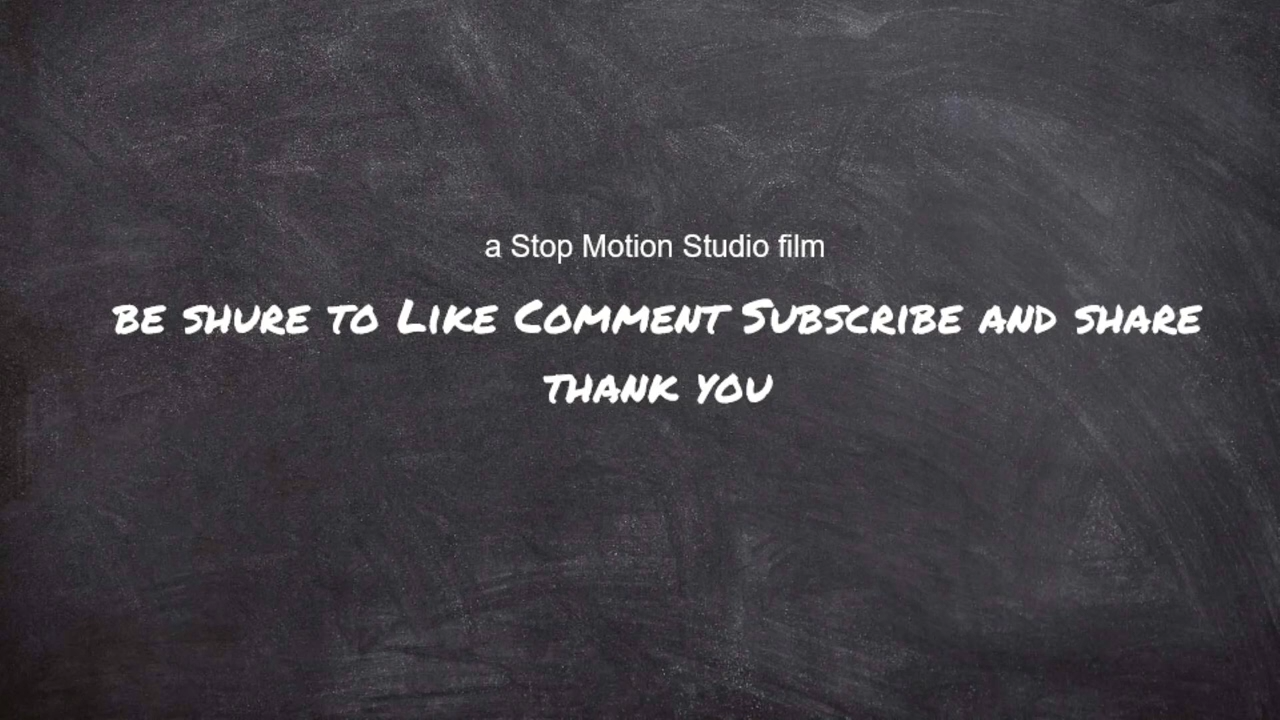 a Stop Motion Studio film
be shure to Like Comment Subscribe and share
thank you